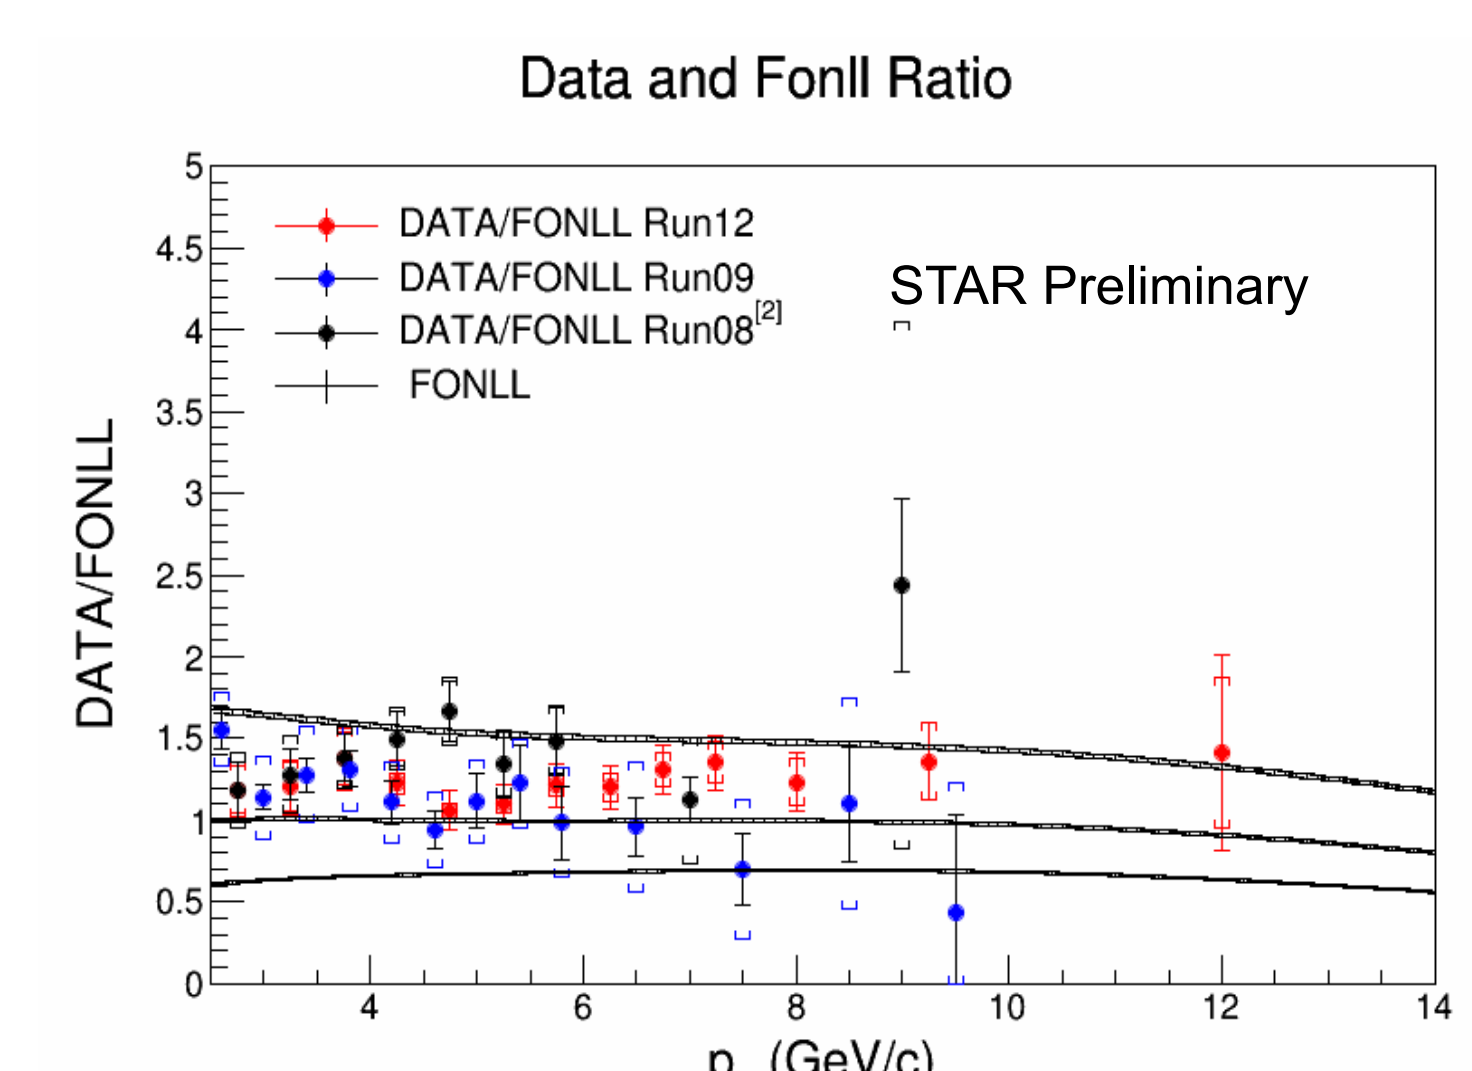 Data and Fonll Ratio
DATA/FONLL Run12
DATA/FONLL Run09
DATA/FONLL Run08[2]
FONLL
STAR Preliminary
DATA/FONLL
5
4.5
4
3.5
3
2.5
2
1.5
1
0.5
0
4
6
8
10
12
14
p (GeV/c)